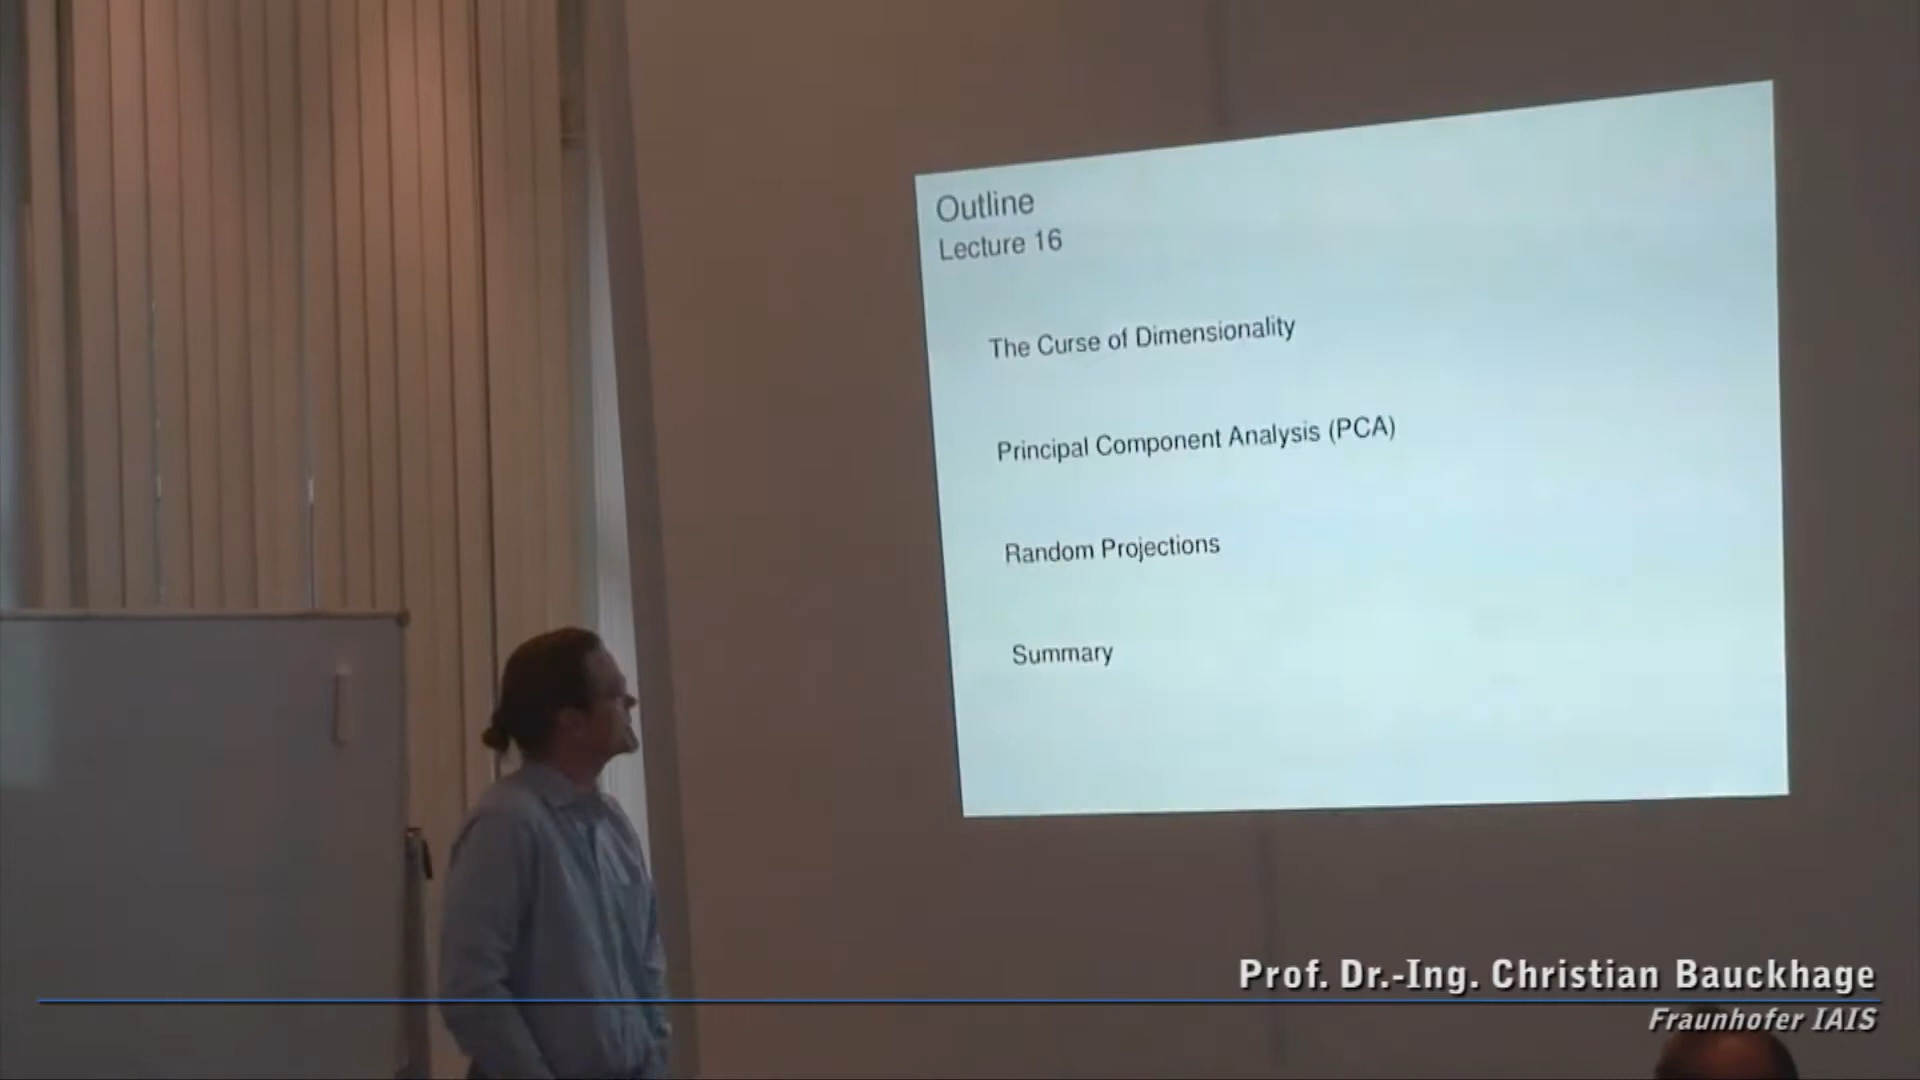 Outline
Lecture 16
The Curse of Dimensionality
Principal Component Analysis (PCA)
Random Projections
Summary
Prof. Dr.-Ing. Christian Bauckhage
Fraunhofer IAIS